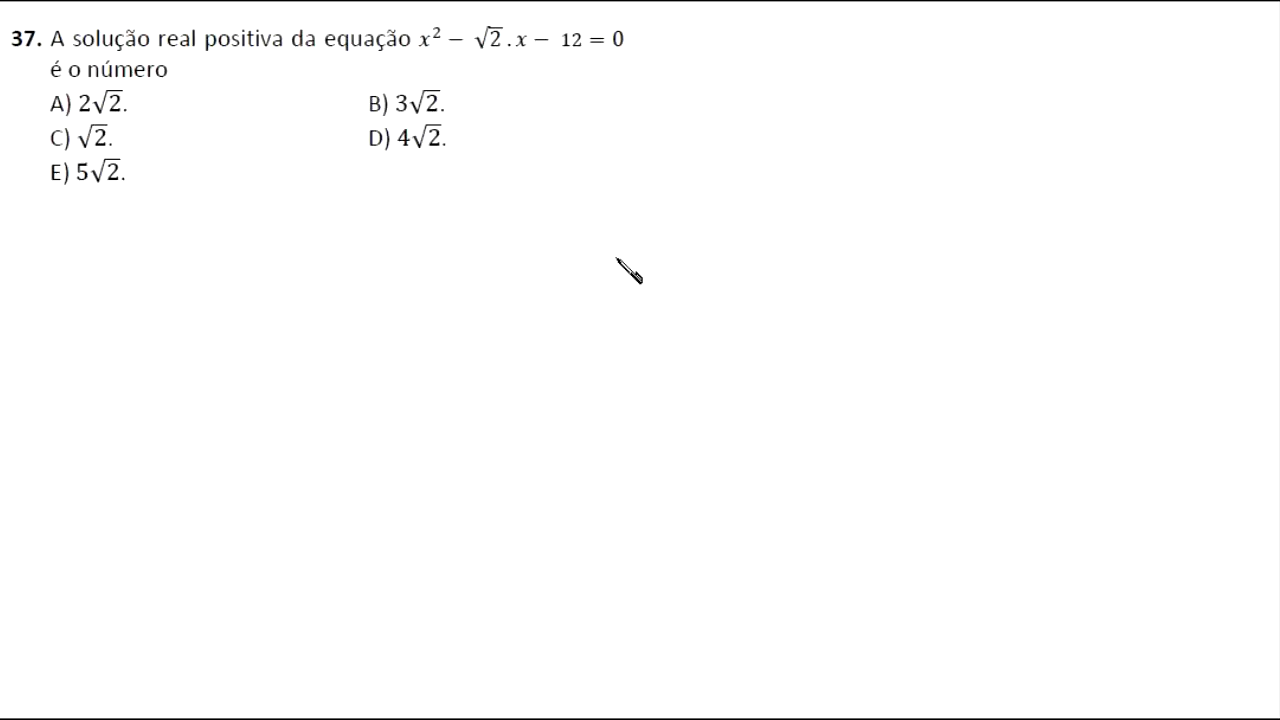 37. A solução real positiva da equação x² − √2 . x − 12 = 0
é o número
A) 2√2. B) 3√2.
C) √2. D) 4√2.
E) 5√2.